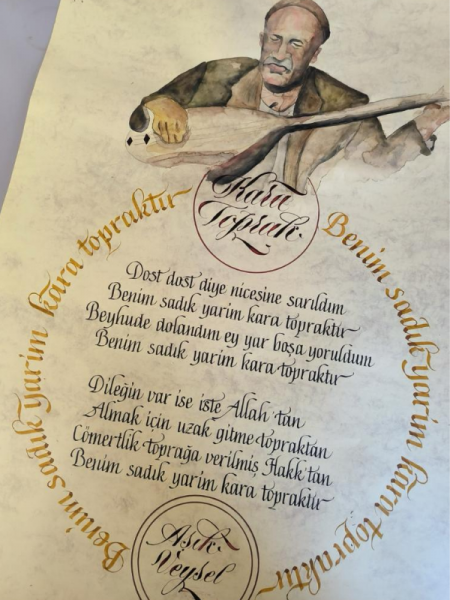 Kara
Toprak
Benim sadık yarim kara topraktır
Benim sadık yarim kara topraktır
Dost dost diye nicesine sarıldım
Benim sadık yarim kara topraktır
Beyhude dolandım ey yar boşa yoruldum
Benim sadık yarim kara topraktır
Dileğin var ise iste Allah'tan
Almak için uzak gitme topraktan
Cömertlik toprağa verilmiş Hakk'tan
Benim sadık yarim kara topraktır
Aşık
Veysel